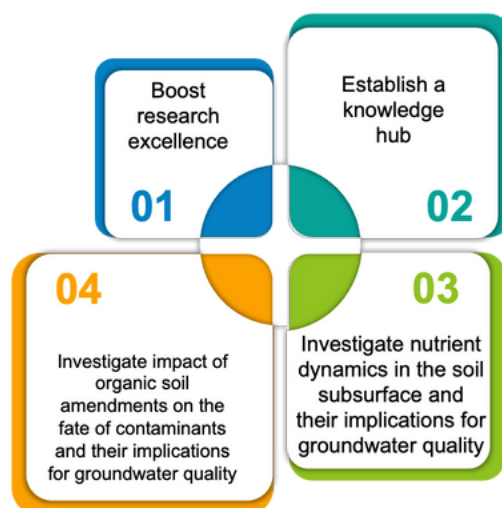 Boost
research
excellence
01
Establish a
knowledge
hub
02
03
Investigate nutrient
dynamics in the soil
subsurface and
their implications for
groundwater quality
04
Investigate impact of
organic soil
amendments on the
fate of contaminants
and their implications
for groundwater quality